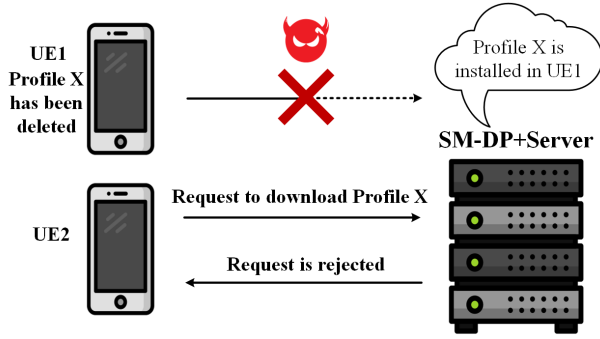 UE1
Profile X
has been
deleted
Profile X is
installed in UE1
SM-DP+Server
UE2
Request to download Profile X
Request is rejected